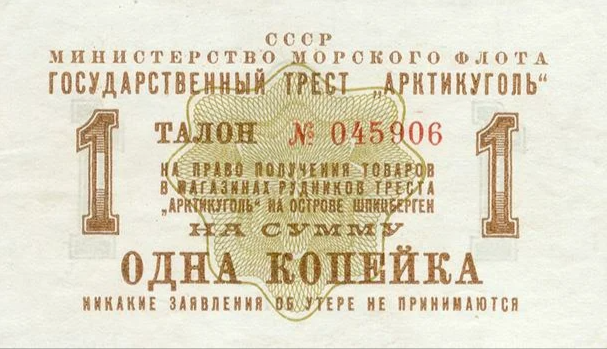 СССР
МИНИСТЕРСТВО МОРСКОГО ФЛОТА
ГОСУДАРСТВЕННЫЙ ТРЕСТ „АРКТИКУГОЛЬ“
1 ТАЛОН № 045906 1
НА ПРАВО ПОЛУЧЕНИЯ ТОВАРОВ
В МАГАЗИНАХ РУДНИКОВ ТРЕСТА
„АРКТИКУГОЛЬ“ НА ОСТРОВЕ ШПИЦБЕРГЕН
НА СУММУ
ОДНА КОПЕЙКА
НИКАКИЕ ЗАЯВЛЕНИЯ ОБ УТЕРЕ НЕ ПРИНИМАЮТСЯ